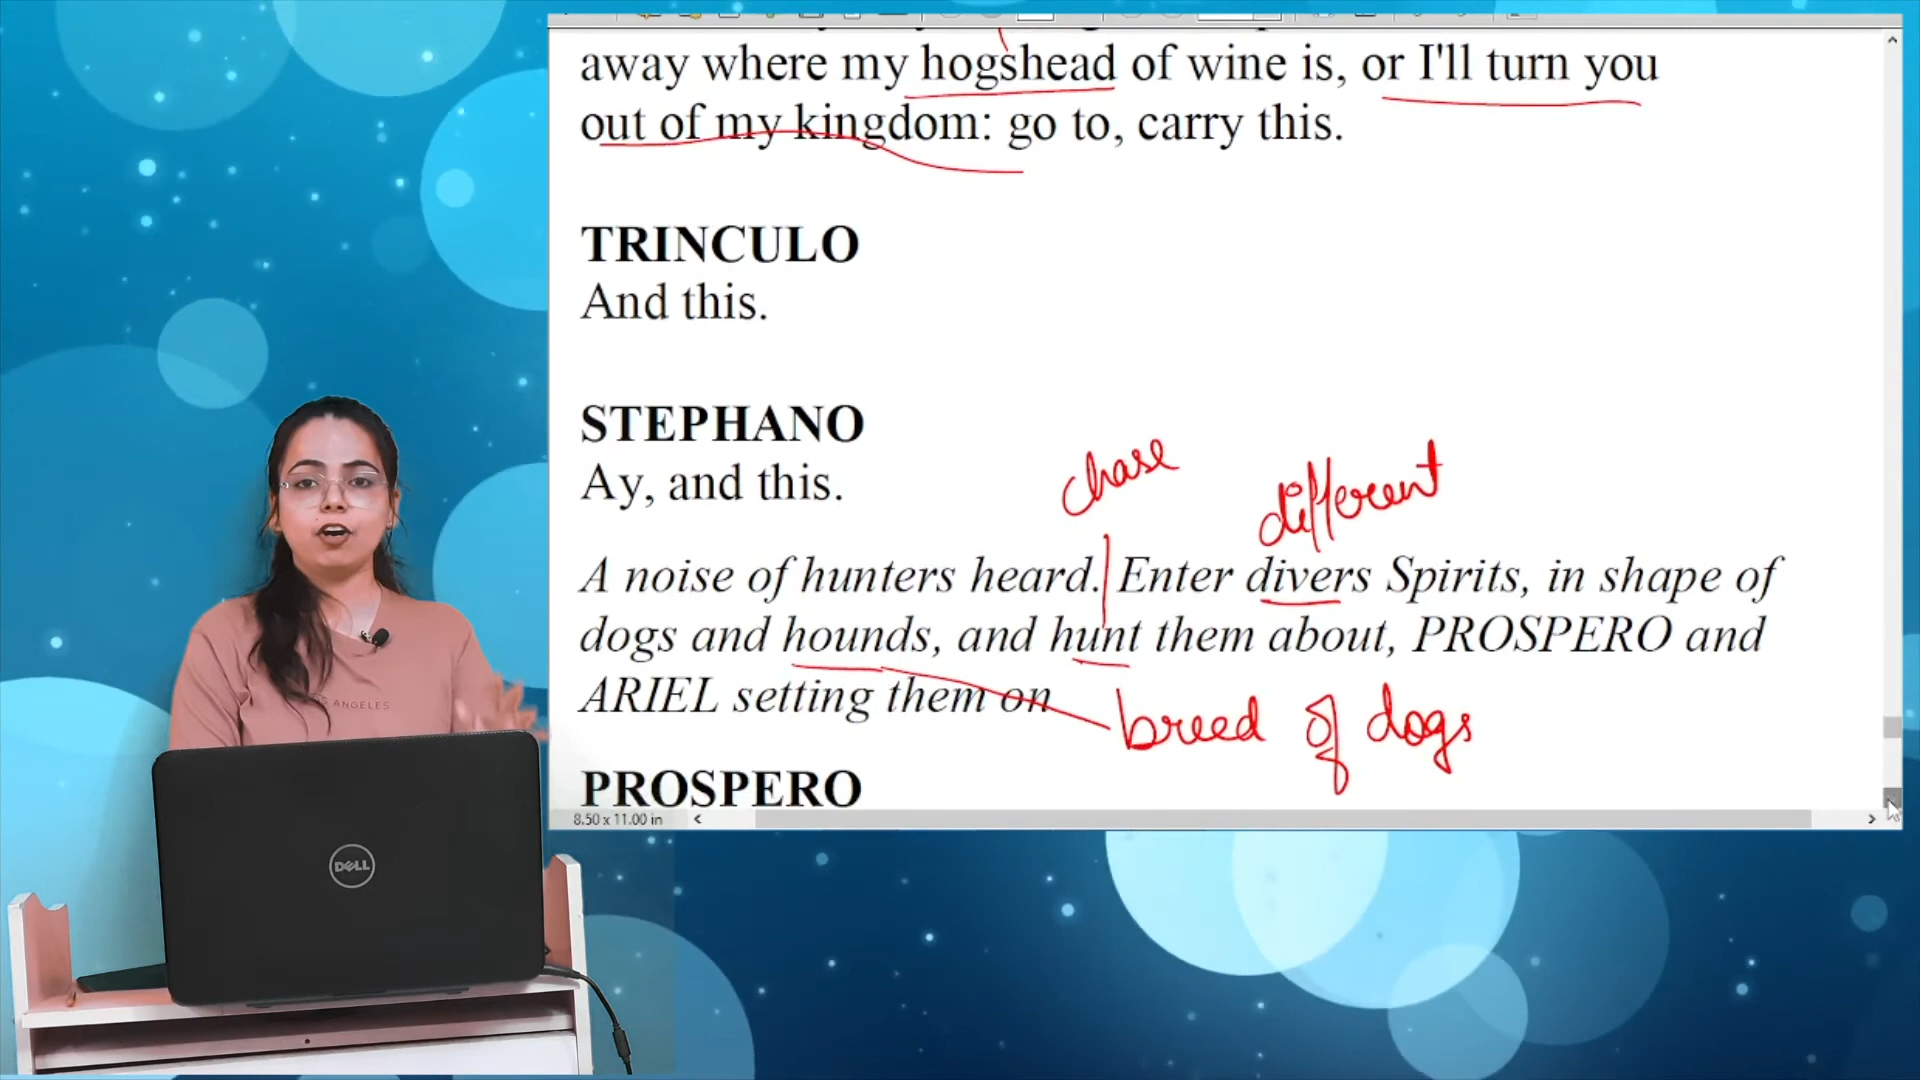 away where my hogshead of wine is, or I'll turn you
out of my kingdom: go to, carry this.
TRINCULO
And this.
STEPHANO
Ay, and this.
chase
different
A noise of hunters heard. Enter divers Spirits, in shape of
dogs and hounds, and hunt them about, PROSPERO and
ARIEL setting them on
breed of dogs
PROSPERO
8.50 x 11.00 in
ANGELES
DELL